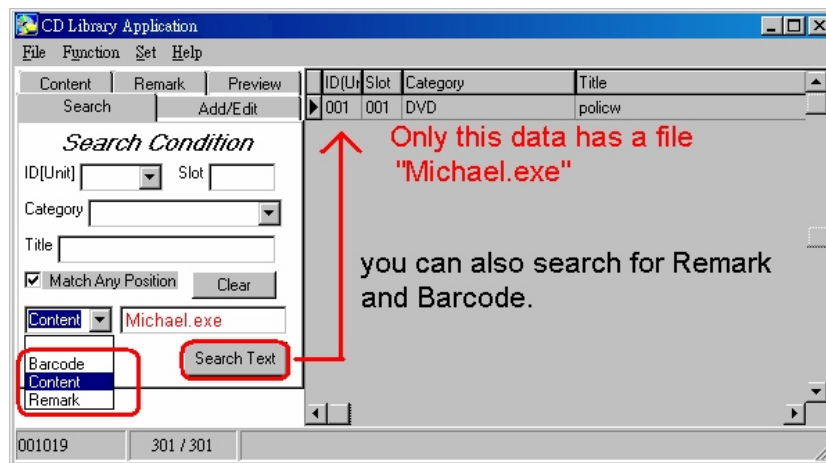 CD Library Application
File Function Set Help
Content Remark Preview
Search Add/Edit
Search Condition
ID[Unit] Slot
Category
Title
Match Any Position Clear
Content Michael.exe
Search Text
Barcode
Content
Remark
ID(Ur Slot Category Title
001 001 DVD policw
Only this data has a file
"Michael.exe"
you can also search for Remark
and Barcode.
001019 301 / 301